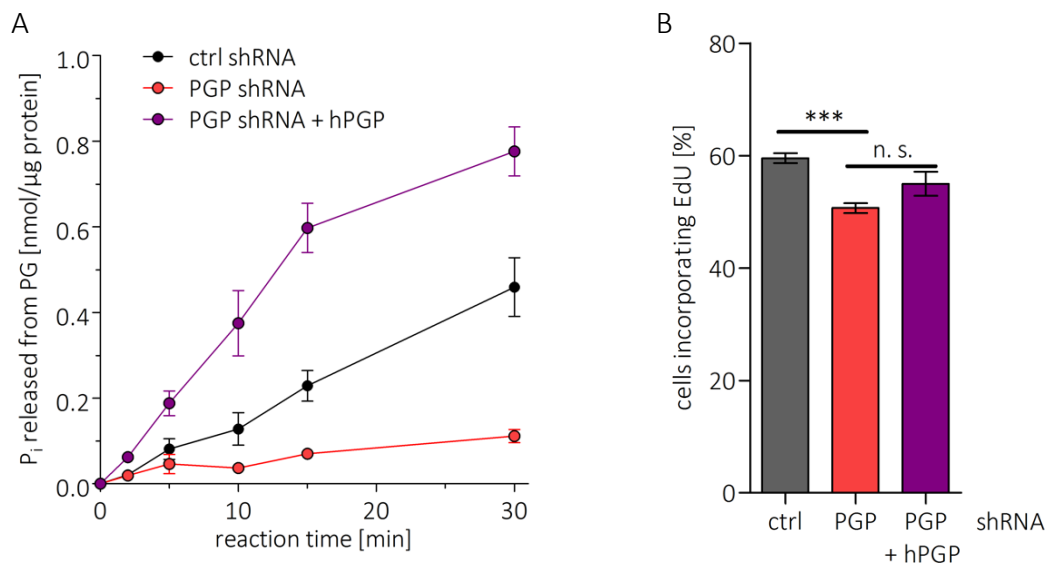 A
ctrl shRNA
PGP shRNA
PGP shRNA + hPGP
Pi released from PG [nmol/µg protein]
1.0
0.8
0.6
0.4
0.2
0.0
0 10 20 30
reaction time [min]
B
cells incorporating EdU [%]
80
60
40
20
0
***
n. s.
ctrl PGP PGP shRNA
+ hPGP